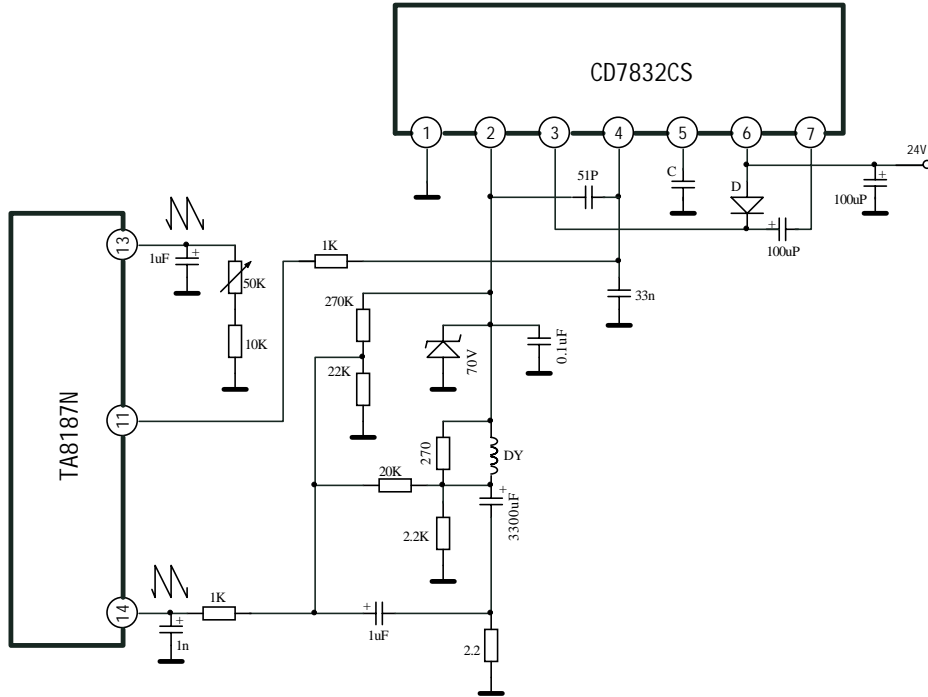 CD7832CS
1 2 3 4 5 6 7
24V
51P
C
D
100uP
100uP
TA8187N
13
1uF
50K
10K
1K
33n
270K
22K
70V
0.1uF
11
270
DY
20K
2.2K
3300uF
14
1n
1K
1uF
2.2